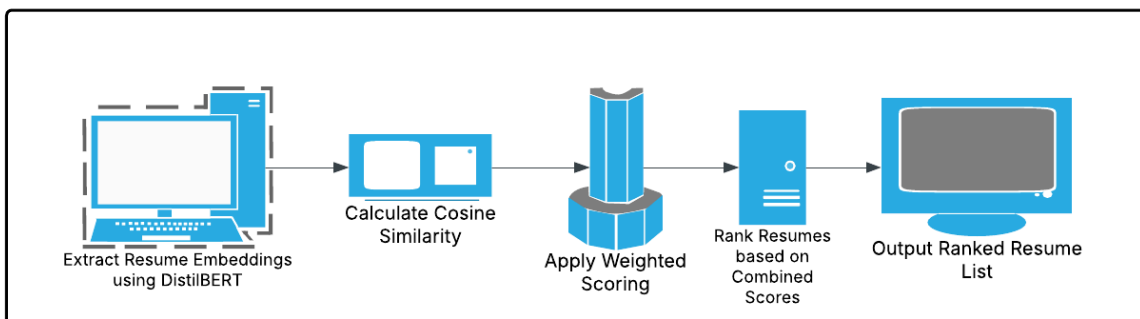 Extract Resume Embeddings
using DistilBERT
Calculate Cosine
Similarity
Apply Weighted
Scoring
Rank Resumes
based on
Combined
Scores
Output Ranked Resume
List